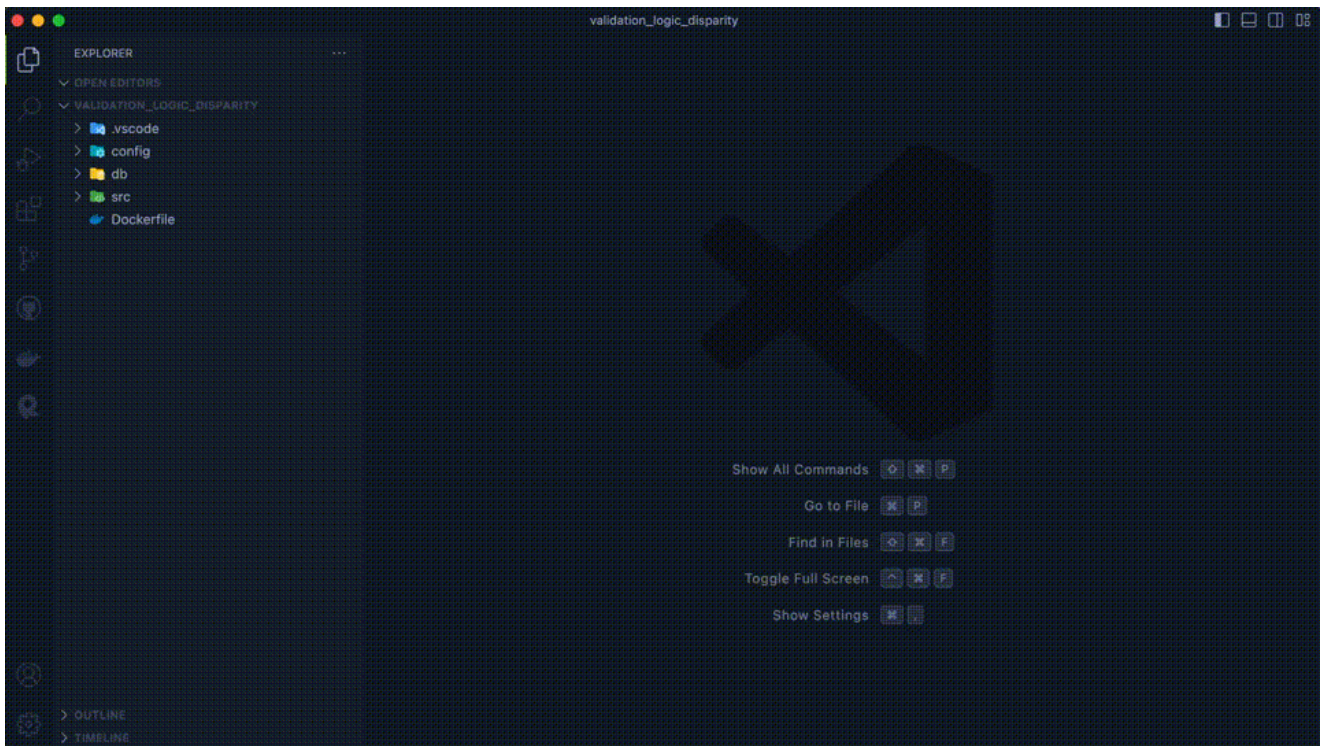 validation_logic_disparity
EXPLORER
OPEN EDITORS
VALIDATION_LOGIC_DISPARITY
.vscode
config
db
src
Dockerfile
Show All Commands ⇧ ⌘ P
Go to File ⌘ P
Find in Files ⇧ ⌘ F
Toggle Full Screen ^ ⌘ F
Show Settings ⌘ ,
OUTLINE
TIMELINE